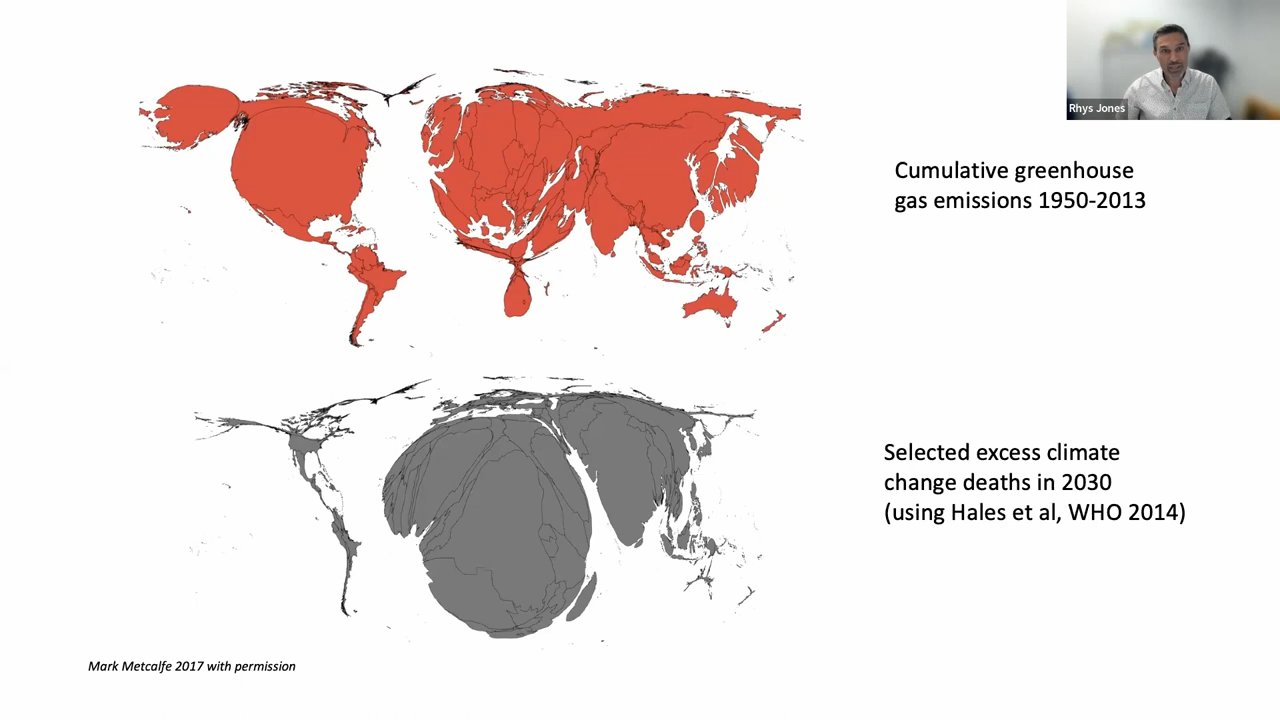 Rhys Jones
Cumulative greenhouse
gas emissions 1950-2013
Selected excess climate
change deaths in 2030
(using Hales et al, WHO 2014)
Mark Metcalfe 2017 with permission